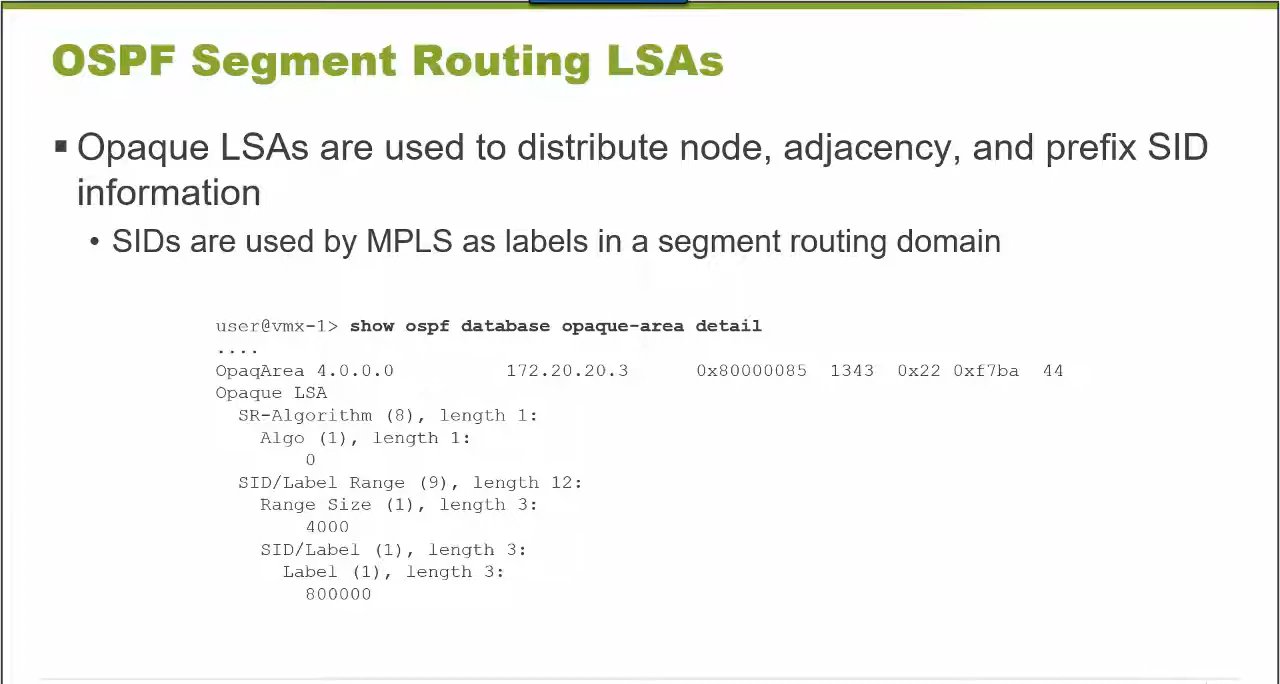 OSPF Segment Routing LSAs
▪ Opaque LSAs are used to distribute node, adjacency, and prefix SID
information
• SIDs are used by MPLS as labels in a segment routing domain
user@vmx-1> show ospf database opaque-area detail
....
OpaqArea 4.0.0.0          172.20.20.3      0x80000085  1343  0x22 0xf7ba  44
Opaque LSA
  SR-Algorithm (8), length 1:
    Algo (1), length 1:
        0
  SID/Label Range (9), length 12:
    Range Size (1), length 3:
        4000
    SID/Label (1), length 3:
      Label (1), length 3:
        800000